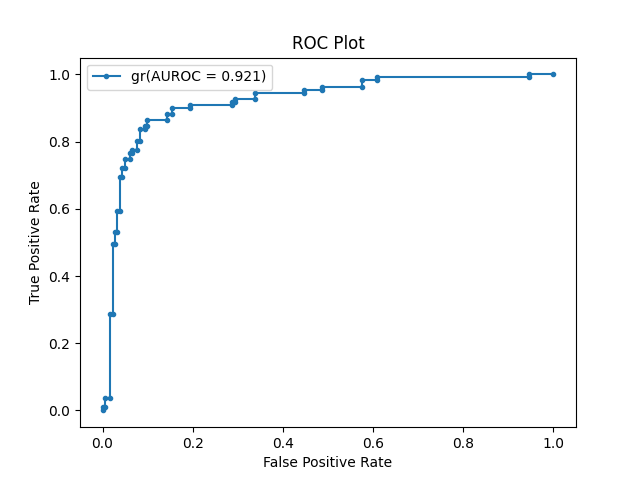 ROC Plot
gr(AUROC = 0.921)
True Positive Rate
1.0
0.8
0.6
0.4
0.2
0.0
0.0 0.2 0.4 0.6 0.8 1.0
False Positive Rate